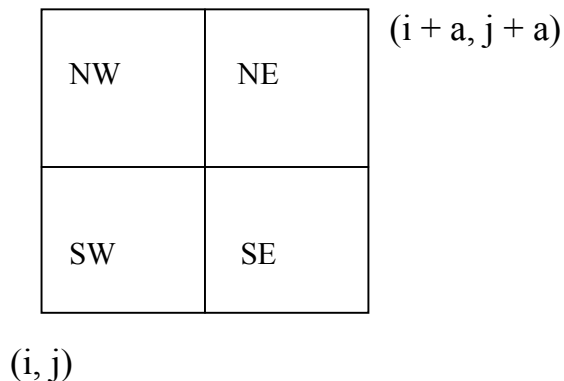 (i + a, j + a)
NW NE
SW SE
(i, j)